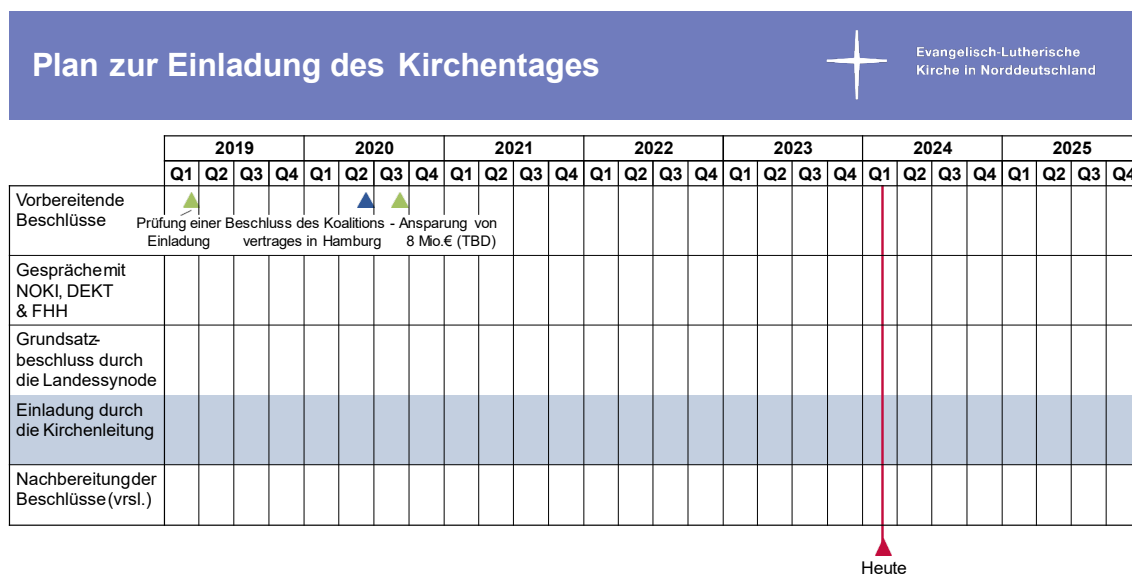 Plan zur Einladung des Kirchentages
Evangelisch-Lutherische
Kirche in Norddeutschland
2019 2020 2021 2022 2023 2024 2025
Q1 Q2 Q3 Q4 Q1 Q2 Q3 Q4 Q1 Q2 Q3 Q4 Q1 Q2 Q3 Q4 Q1 Q2 Q3 Q4 Q1 Q2 Q3 Q4 Q1 Q2 Q3 Q4
Vorbereitende
Beschlüsse
Prüfung einer
Einladung
Beschluss des Koalitions -
vertrages in Hamburg
Ansparung von
8 Mio.€ (TBD)
Gespräche mit
NOKI, DEKT
& FHH
Grundsatz-
beschluss durch
die Landessynode
Einladung durch
die Kirchenleitung
Nachbereitung der
Beschlüsse (vrsl.)
Heute